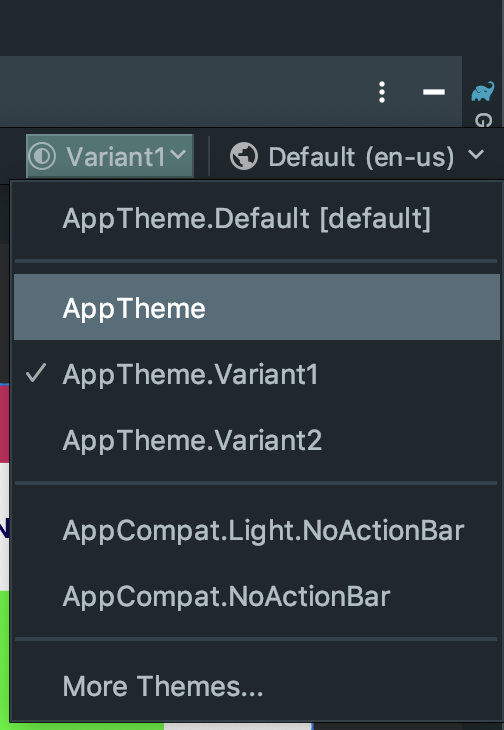 Variant1
Default (en-us)
G
AppTheme.Default [default]
AppTheme
AppTheme.Variant1
AppTheme.Variant2
AppCompat.Light.NoActionBar
AppCompat.NoActionBar
More Themes...
N